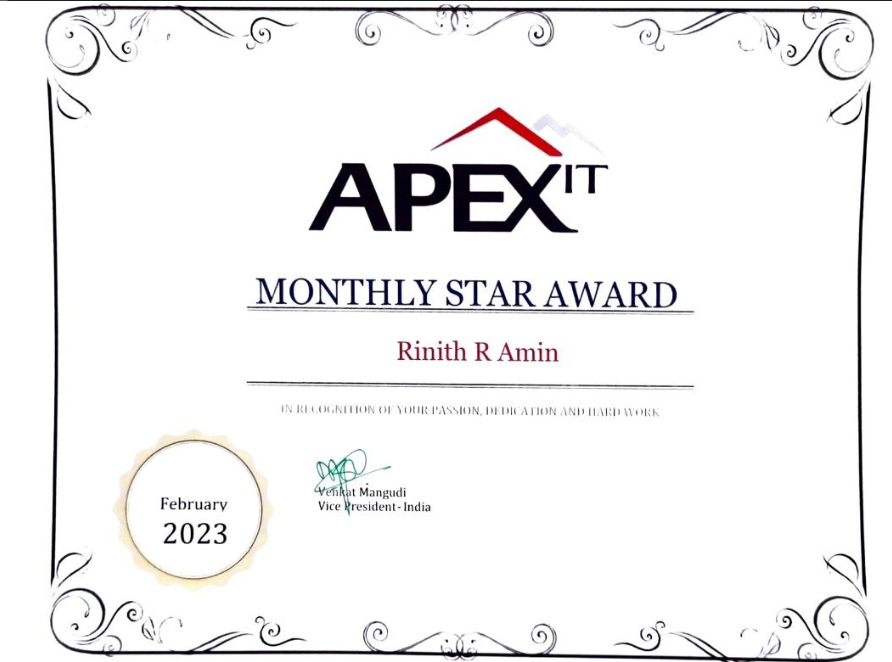 APEX IT
MONTHLY STAR AWARD
Rinith R Amin
IN RECOGNITION OF YOUR PASSION, DEDICATION AND HARD WORK
Venkat Mangudi
Vice President- India
February
2023